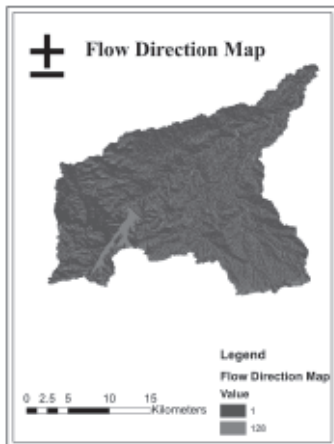 Flow Direction Map
0 2.5 5 10 15
Kilometers
Legend
Flow Direction Map
Value
1
128